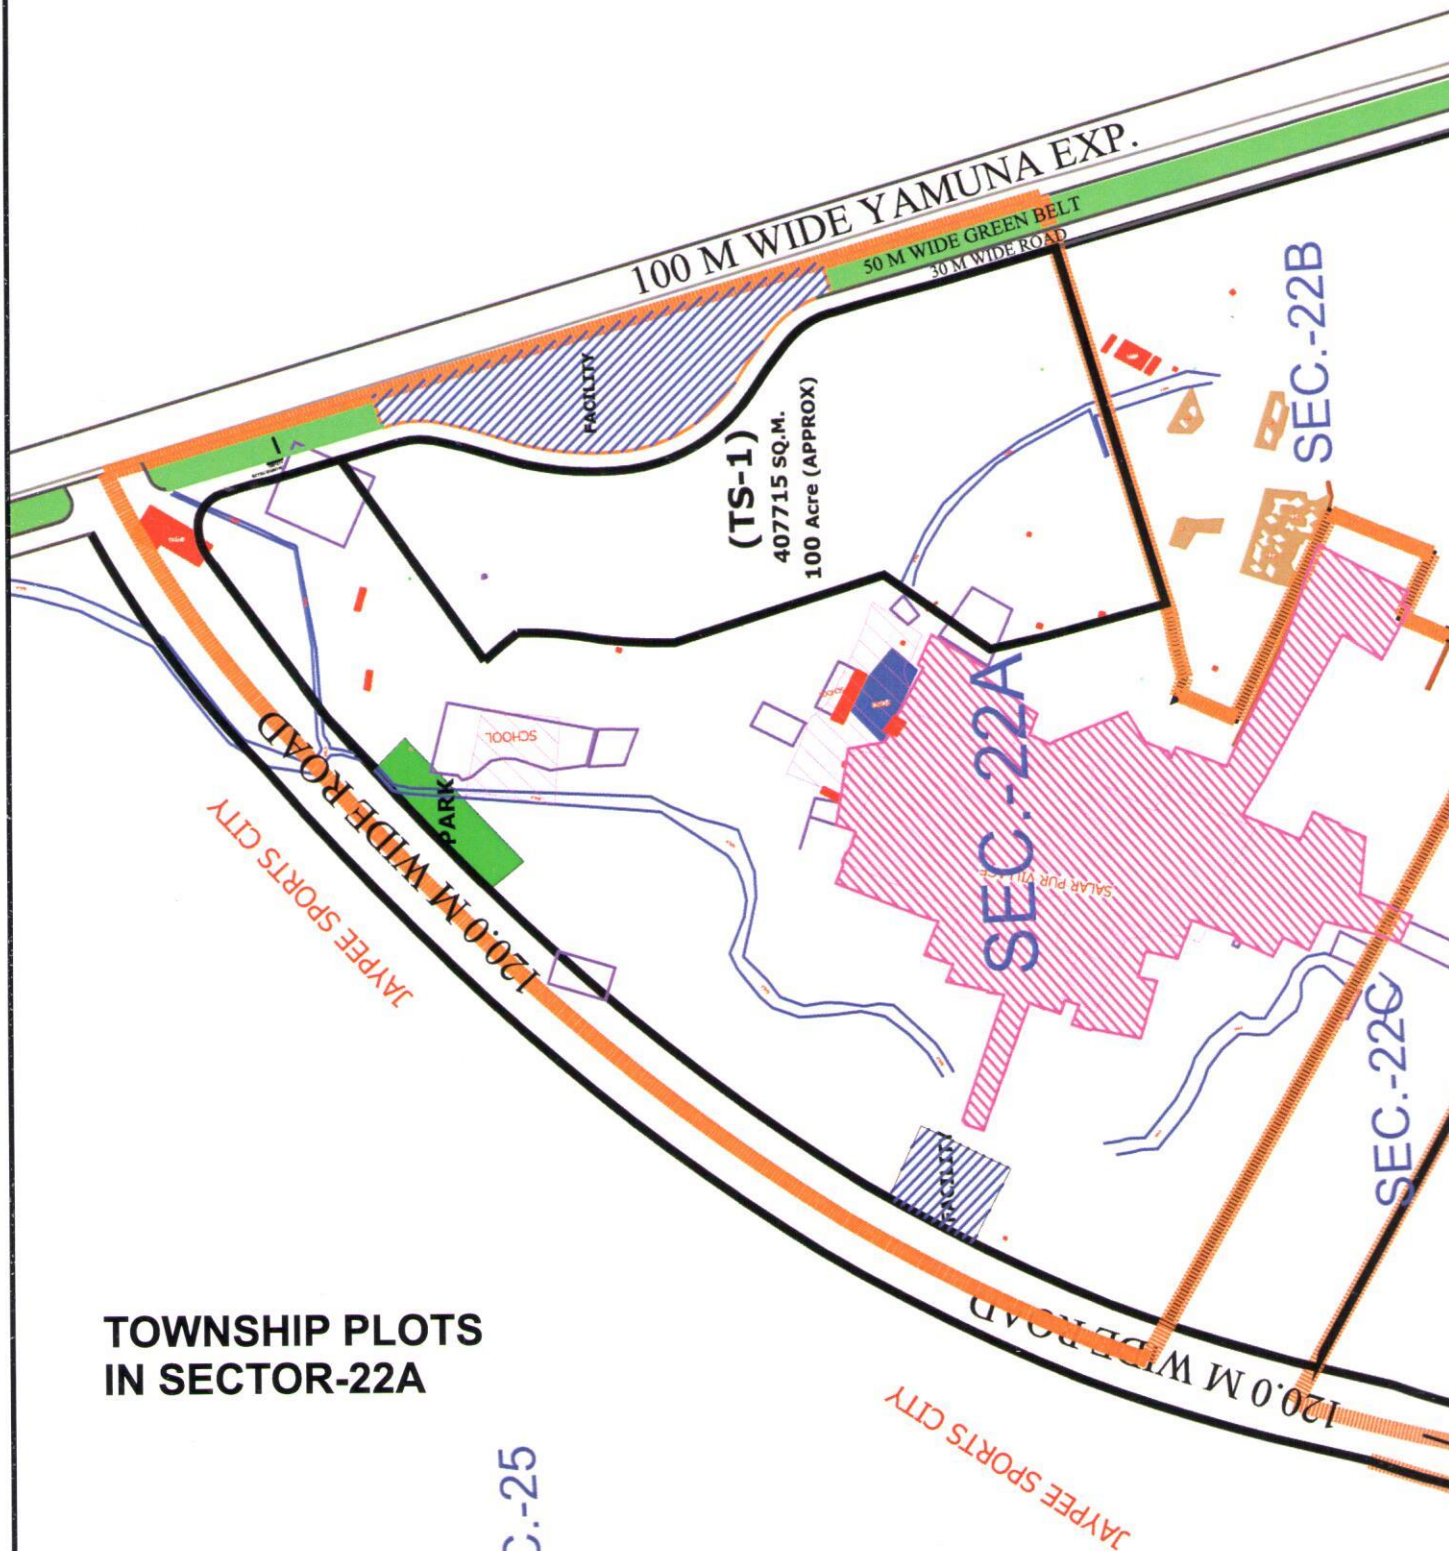 100 M WIDE YAMUNA EXP.
50 M WIDE GREEN BELT
30 M WIDE ROAD
FACILITY
(TS-1)
407715 SQ.M.
100 Acre (APPROX)
SEC.-22B
SCHOOL
PARK
120.0 M WIDE ROAD
JAYPEE SPORTS CITY
SEC.-22A
SALAR PUR VILLAGE
SEC.-22C
FACILITY
120.0 M WIDE ROAD
JAYPEE SPORTS CITY
TOWNSHIP PLOTS
IN SECTOR-22A
C.-25